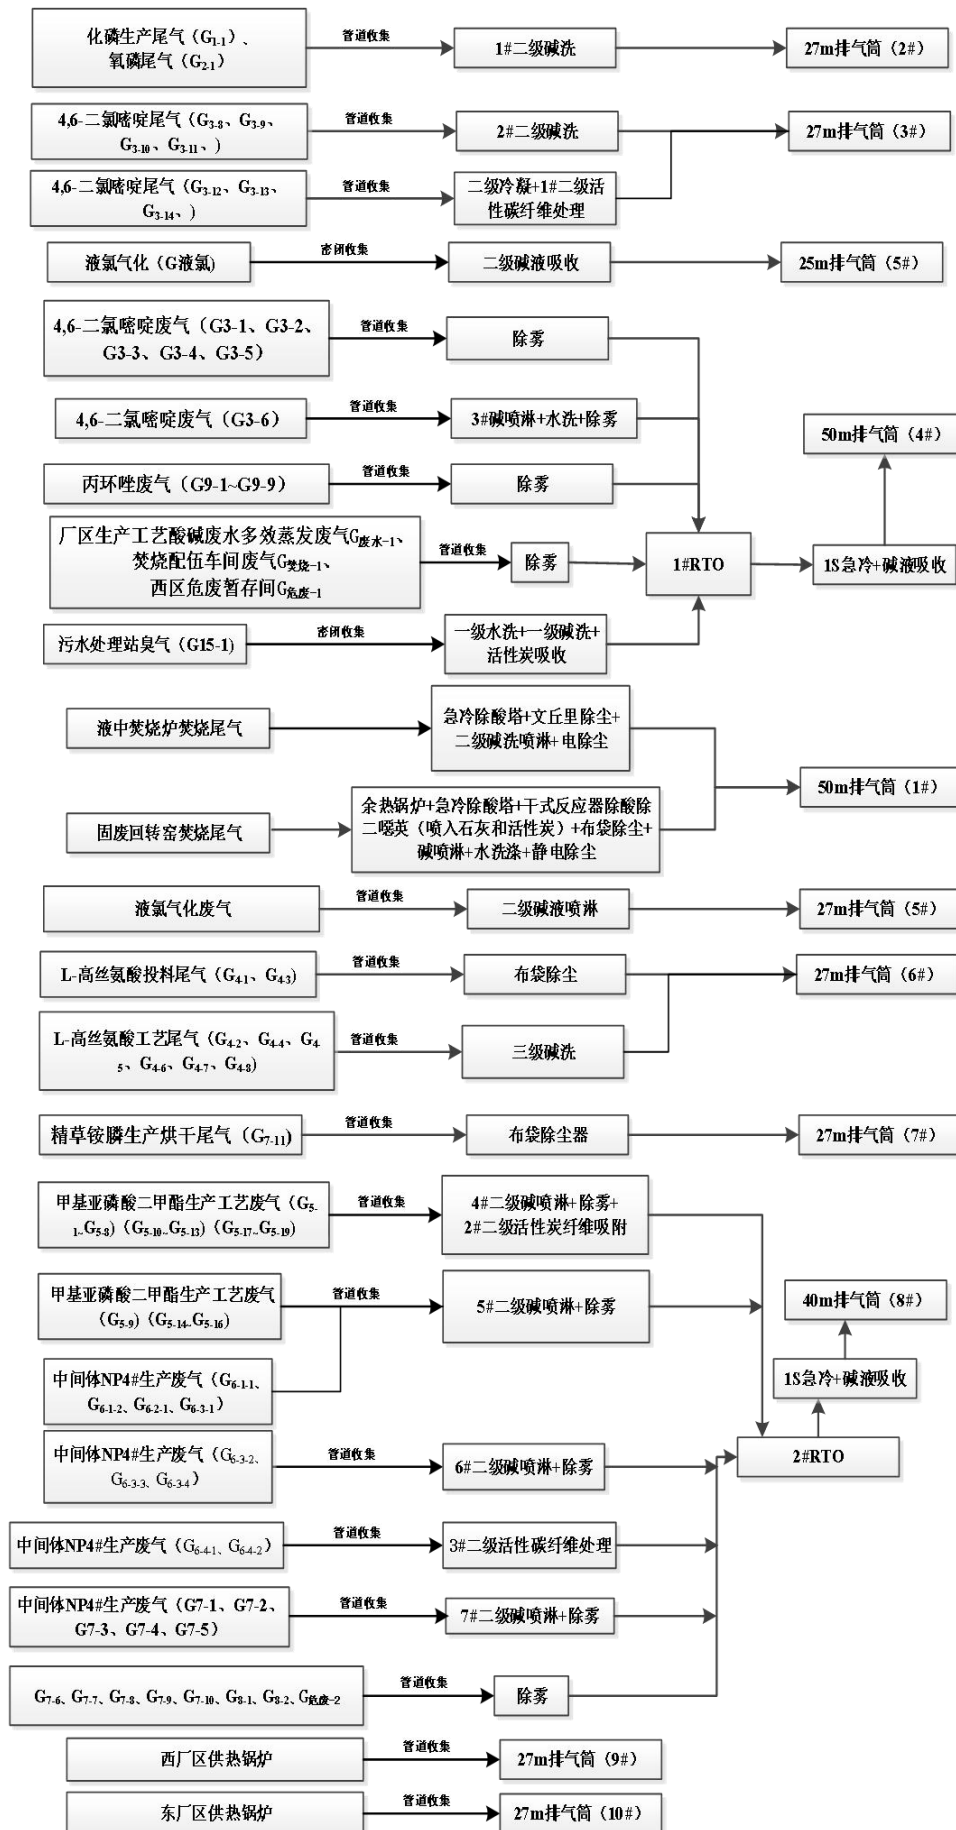 化磷生产尾气（G1-1）、
氧磷尾气（G2-1）
管道收集
1#二级碱洗
27m排气筒（2#）
4,6-二氯嘧啶尾气（G3-8、G3-9、
G3-10、G3-11、）
管道收集
2#二级碱洗
27m排气筒（3#）
4,6-二氯嘧啶尾气（G3-12、G3-13、
G3-14、）
管道收集
二级冷凝+1#二级活
性碳纤维处理
液氯气化（G液氯)
密闭收集
二级碱液吸收
25m排气筒（5#）
4,6-二氯嘧啶废气（G3-1、G3-2、
G3-3、G3-4、G3-5）
管道收集
除雾
4,6-二氯嘧啶废气（G3-6）
管道收集
3#碱喷淋+水洗+除雾
50m排气筒（4#）
丙环唑废气（G9-1~G9-9）
管道收集
除雾
厂区生产工艺酸碱废水多效蒸发废气G废水-1、
焚烧配伍车间废气G焚烧-1、
西区危废暂存间G危废-1
管道收集
除雾
1#RTO
1S急冷+碱液吸收
污水处理站臭气（G15-1)
密闭收集
一级水洗+一级碱洗+
活性炭吸收
液中焚烧炉焚烧尾气
急冷除酸塔+文丘里除尘+
二级碱洗喷淋+电除尘
50m排气筒（1#）
固废回转窑焚烧尾气
余热锅炉+急冷除酸塔+干式反应器除酸除
二噁英（喷入石灰和活性炭）+布袋除尘+
碱喷淋+水洗涤+静电除尘
液氯气化废气
管道收集
二级碱液喷淋
27m排气筒（5#）
L-高丝氨酸投料尾气（G4-1、G4-3)
管道收集
布袋除尘
27m排气筒（6#）
L-高丝氨酸工艺尾气（G4-2、G4-4、G4-
5、G4-6、G4-7、G4-8)
管道收集
三级碱洗
精草铵膦生产烘干尾气（G7-11)
管道收集
布袋除尘器
27m排气筒（7#）
甲基亚磷酸二甲酯生产工艺废气（G5-
1~G5-8)（G5-10~G5-13)（G5-17~G5-19)
管道收集
4#二级碱喷淋+除雾+
2#二级活性炭纤维吸附
甲基亚磷酸二甲酯生产工艺废气
（G5-9)（G5-14~G5-16)
管道收集
5#二级碱喷淋+除雾
40m排气筒（8#）
中间体NP4#生产废气（G6-1-1、
G6-1-2、G6-2-1、G6-3-1）
1S急冷+碱液吸收
中间体NP4#生产废气（G6-3-2、
G6-3-3、G6-3-4）
管道收集
6#二级碱喷淋+除雾
2#RTO
中间体NP4#生产废气（G6-4-1、G6-4-2）
管道收集
3#二级活性碳纤维处理
中间体NP4#生产废气（G7-1、G7-2、
G7-3、G7-4、G7-5）
管道收集
7#二级碱喷淋+除雾
G7-6、G7-7、G7-8、G7-9、G7-10、G8-1、G8-2、G危废-2
管道收集
除雾
西厂区供热锅炉
管道收集
27m排气筒（9#）
东厂区供热锅炉
管道收集
27m排气筒（10#）